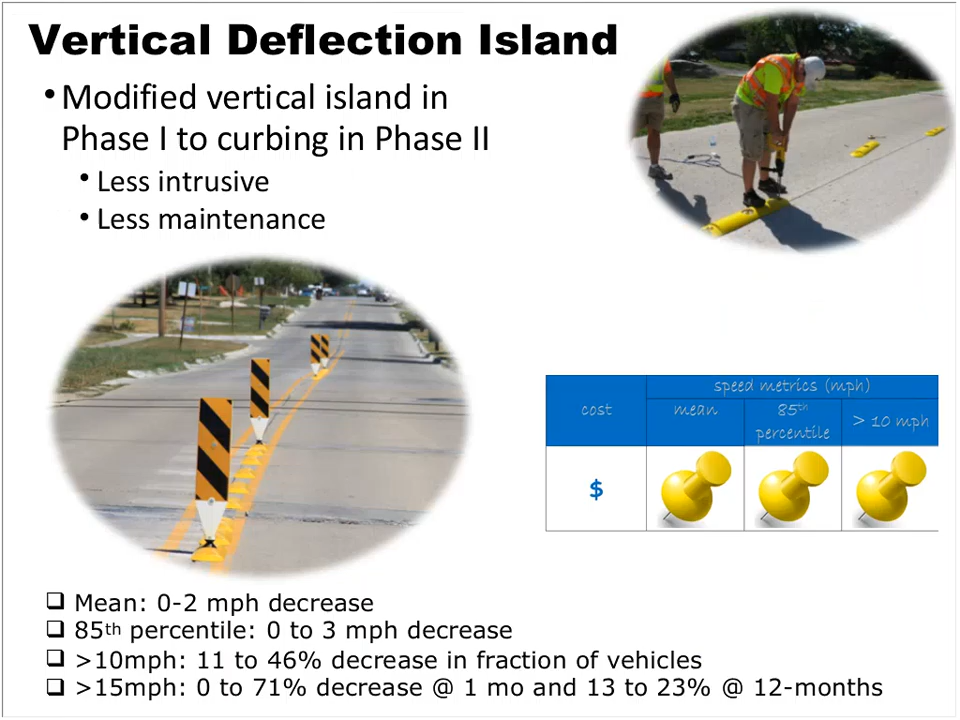 Vertical Deflection Island
• Modified vertical island in
Phase I to curbing in Phase II
• Less intrusive
• Less maintenance
cost
speed metrics (mph)
mean
85th
percentile
> 10 mph
$
❑ Mean: 0-2 mph decrease
❑ 85th percentile: 0 to 3 mph decrease
❑ >10mph: 11 to 46% decrease in fraction of vehicles
❑ >15mph: 0 to 71% decrease @ 1 mo and 13 to 23% @ 12-months